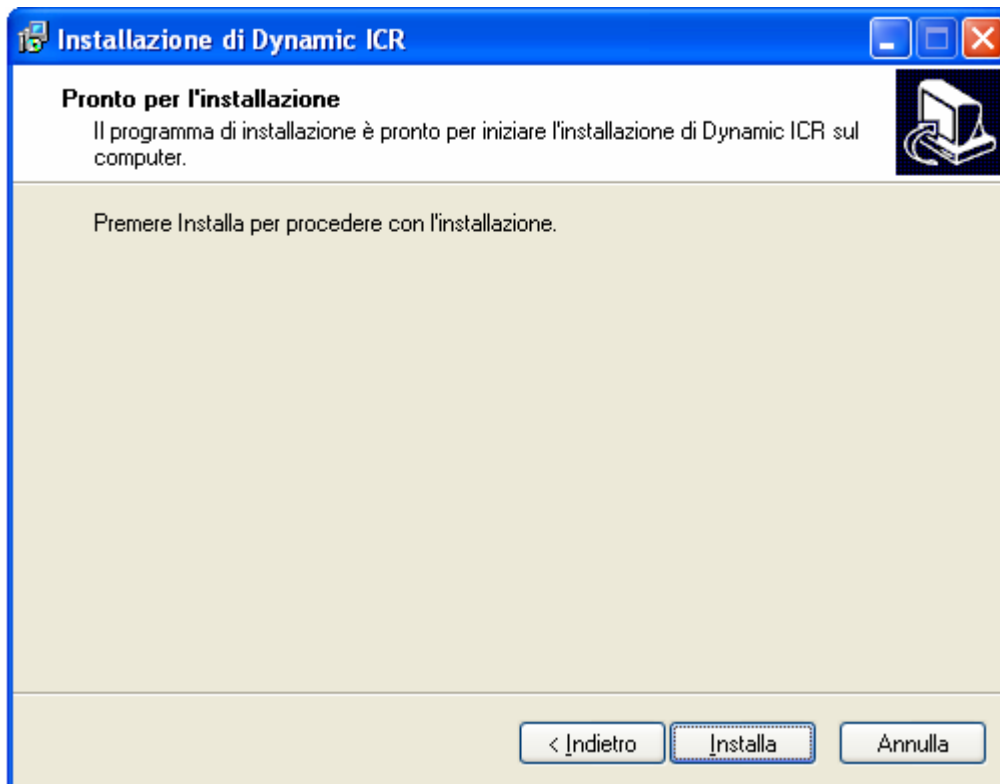 Installazione di Dynamic ICR
Pronto per l'installazione
Il programma di installazione è pronto per iniziare l'installazione di Dynamic ICR sul
computer.
Premere Installa per procedere con l'installazione.
< Indietro
Installa
Annulla